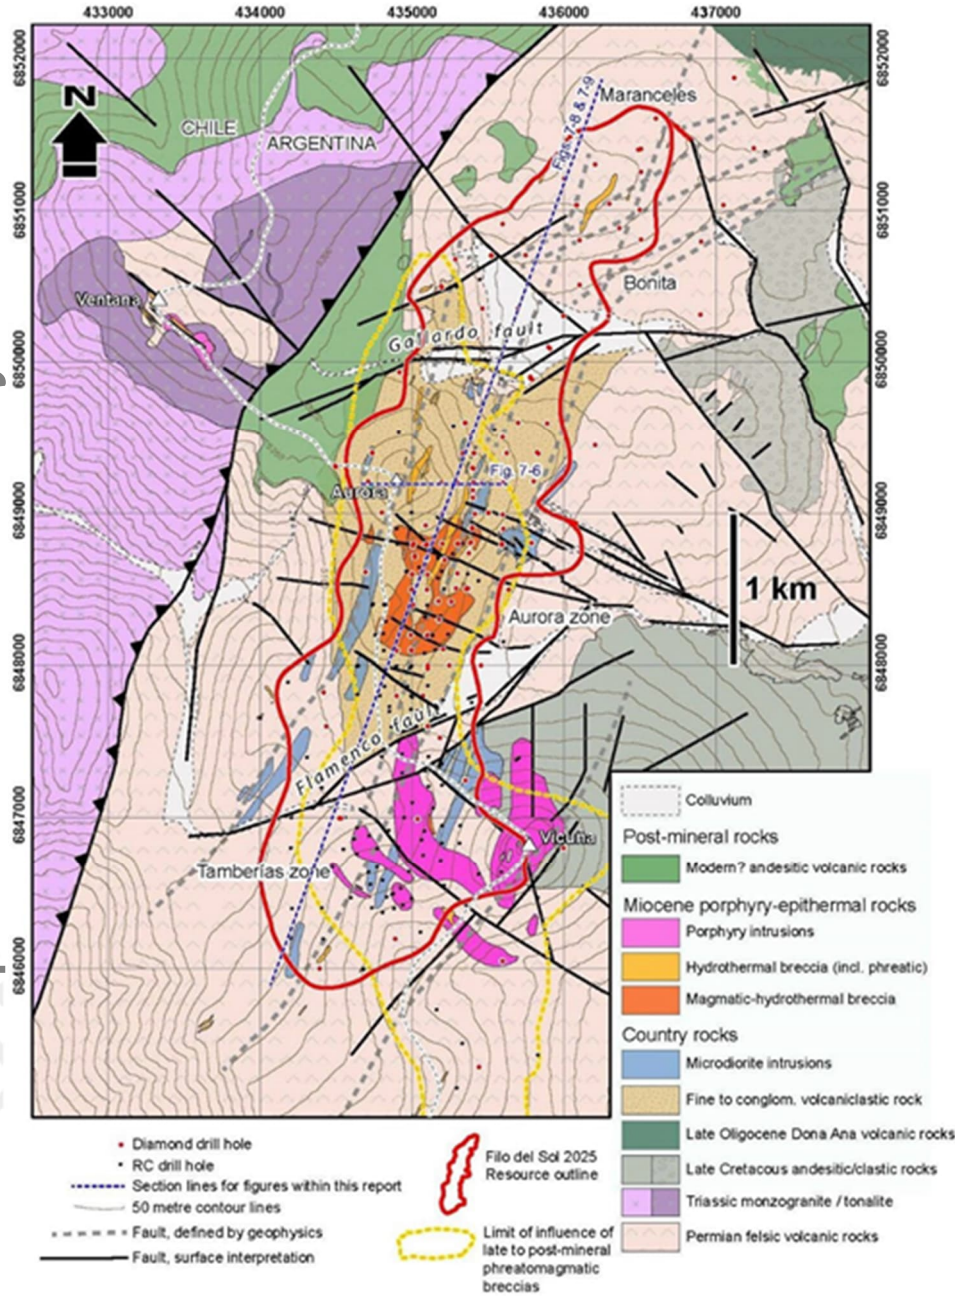 433000 434000 435000 436000 437000
6852000
6852000
N
CHILE
ARGENTINA
Maranceles
Figs 7-8 & 7-9
6851000
6851000
Ventana
Bonita
Gallardo fault
6850000
6850000
Fig. 7-6
Aurora
6849000
6849000
1 km
Aurora zone
6848000
6848000
Flamenco fault
6847000
Vicuña
Tamberías zone
6846000
Colluvium
Post-mineral rocks
Modern? andesitic volcanic rocks
Miocene porphyry-epithermal rocks
Porphyry intrusions
Hydrothermal breccia (incl. phreatic)
Magmatic-hydrothermal breccia
Country rocks
Microdiorite intrusions
Fine to conglom. volcaniclastic rock
Late Oligocene Dona Ana volcanic rocks
Late Cretacous andesitic/clastic rocks
Triassic monzogranite / tonalite
Permian felsic volcanic rocks
Diamond drill hole
RC drill hole
Section lines for figures within this report
50 metre contour lines
Fault, defined by geophysics
Fault, surface interpretation
Filo del Sol 2025
Resource outline
Limit of influence of
late to post-mineral
phreatomagmatic
breccias